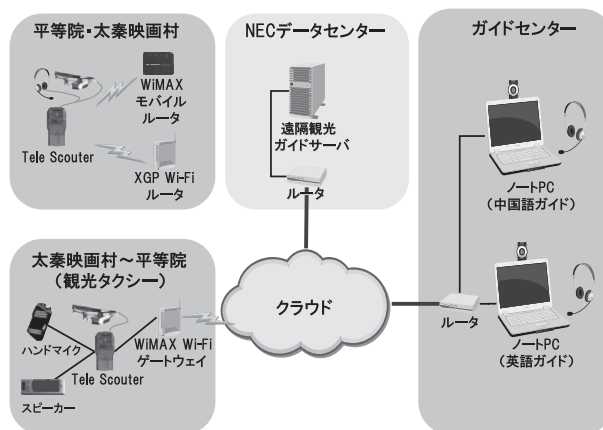 平等院・太秦映画村
WiMAX
モバイル
ルータ
Tele Scouter
XGP Wi-Fi
ルータ
NECデータセンター
遠隔観光
ガイドサーバ
ルータ
ガイドセンター
ノートPC
(中国語ガイド)
ルータ
ノートPC
(英語ガイド)
太秦映画村～平等院
(観光タクシー)
ハンドマイク
WiMAX Wi-Fi
ゲートウェイ
Tele Scouter
スピーカー
クラウド